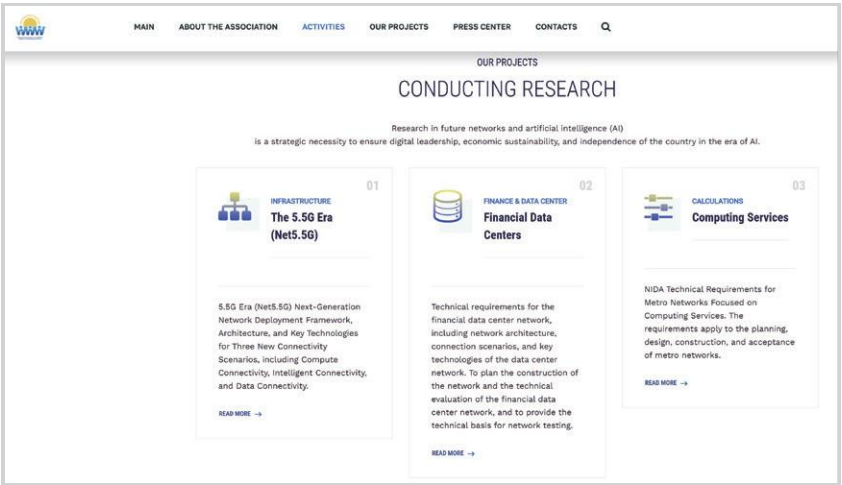 MAIN
ABOUT THE ASSOCIATION
ACTIVITIES
OUR PROJECTS
PRESS CENTER
CONTACTS
OUR PROJECTS
CONDUCTING RESEARCH
Research in future networks and artificial intelligence (AI)
is a strategic necessity to ensure digital leadership, economic sustainability, and independence of the country in the era of AI.
01
INFRASTRUCTURE
The 5.5G Era
(Net5.5G)
5.5G Era (Net5.5G) Next-Generation
Network Deployment Framework,
Architecture, and Key Technologies
for Three New Connectivity
Scenarios, including Compute
Connectivity, Intelligent Connectivity,
and Data Connectivity.
READ MORE →
02
FINANCE & DATA CENTER
Financial Data
Centers
Technical requirements for the
financial data center network,
including network architecture,
connection scenarios, and key
technologies of the data center
network. To plan the construction of
the network and the technical
evaluation of the financial data
center network, and to provide the
technical basis for network testing.
READ MORE →
03
CALCULATIONS
Computing Services
NIDA Technical Requirements for
Metro Networks Focused on
Computing Services. The
requirements apply to the planning,
design, construction, and acceptance
of metro networks.
READ MORE →